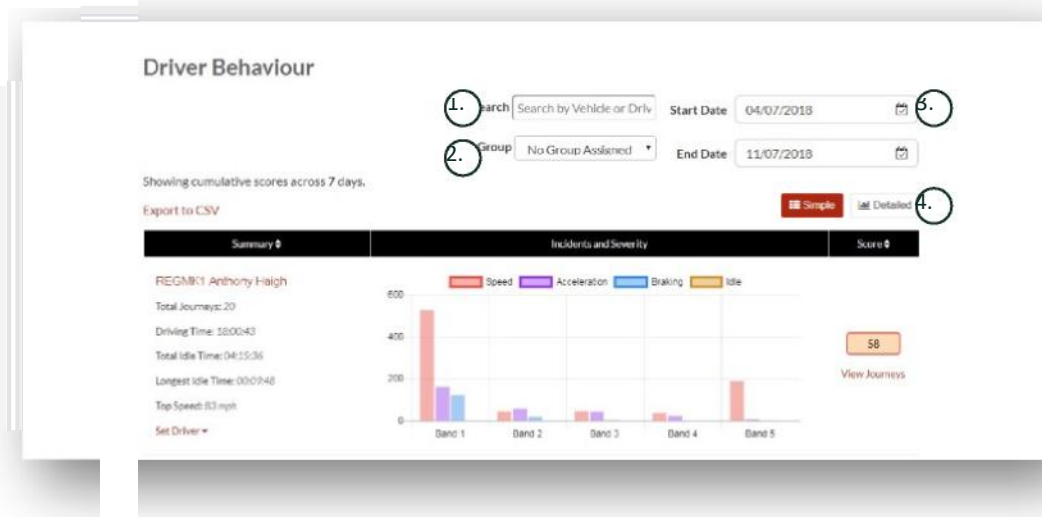 Driver Behaviour
1. earch Search by Vehicle or Driv Start Date 04/07/2018 3.
2. Group No Group Assigned End Date 11/07/2018
Showing cumulative scores across 7 days.
Export to CSV Simple Detailed 4.
Summary Incidents and Severity Score
REGMK1 Anthony Haigh
Speed Acceleration Braking Idle
Total Journeys: 20
Driving Time: 18:00:43
Total Idle Time: 04:15:36
Longest Idle Time: 00:09:48
Top Speed: 83 mph
Set Driver
600
400
200
0
Band 1 Band 2 Band 3 Band 4 Band 5
58
View Journeys